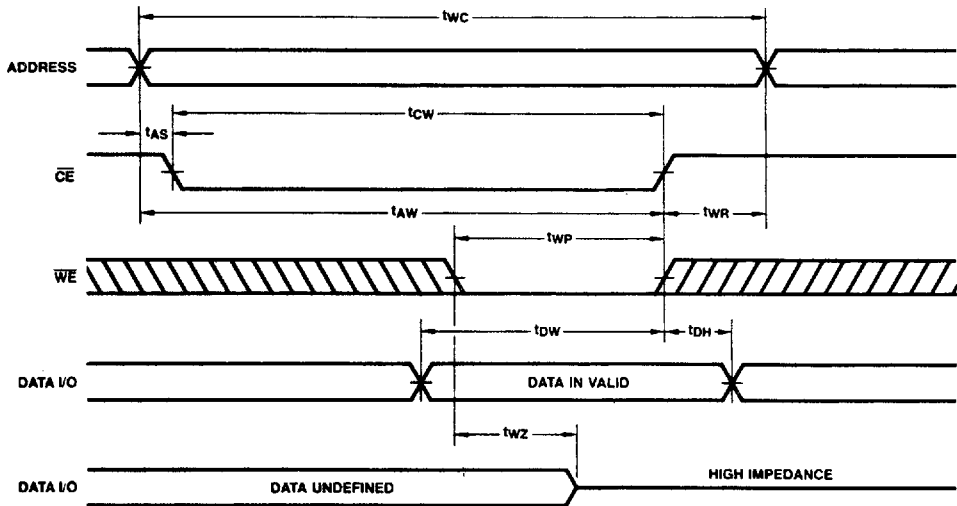 tWC
ADDRESS
tCW
tAS
CE
tAW
tWR
tWP
WE
tDW
tDH
DATA I/O
DATA IN VALID
tWZ
DATA I/O
DATA UNDEFINED
HIGH IMPEDANCE